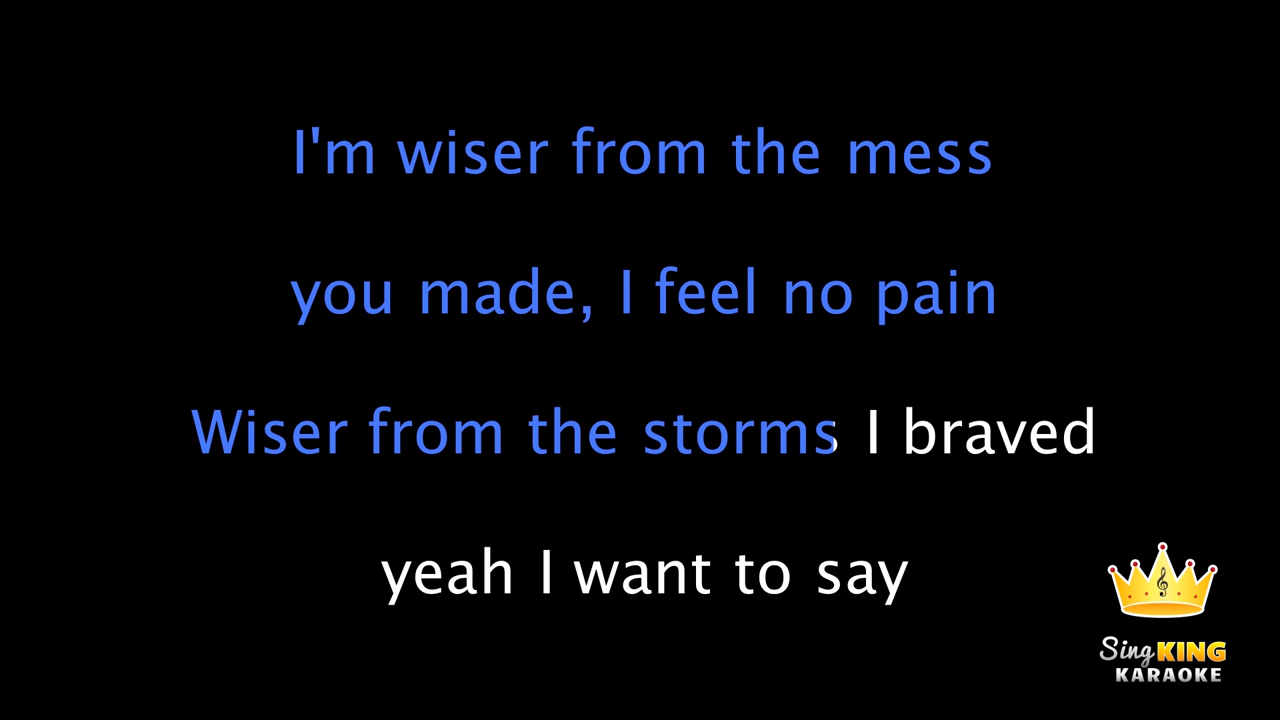 I'm wiser from the mess
you made, I feel no pain
Wiser from the storms I braved
yeah I want to say
Sing KING
KARAOKE